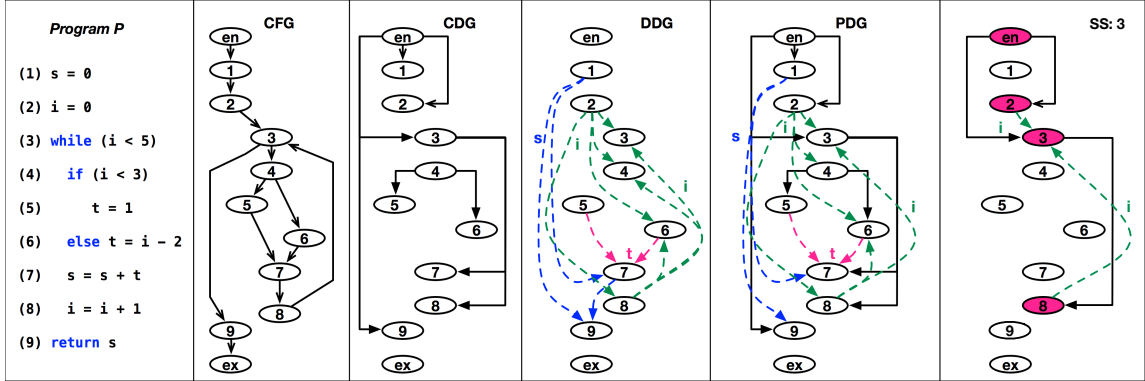 Program P
(1) s = 0
(2) i = 0
(3) while (i < 5)
(4) if (i < 3)
(5) t = 1
(6) else t = i − 2
(7) s = s + t
(8) i = i + 1
(9) return s
CFG
en
1
2
3
4
5
6
7
8
9
ex
CDG
en
1
2
3
4
5
6
7
8
9
ex
DDG
en
1
2
s
i
3
4
i
5
6
t
7
8
9
ex
PDG
en
1
2
s
i
3
4
5
i
6
t
7
8
9
ex
SS: 3
en
1
2
i
3
4
5
i
6
7
8
9
ex